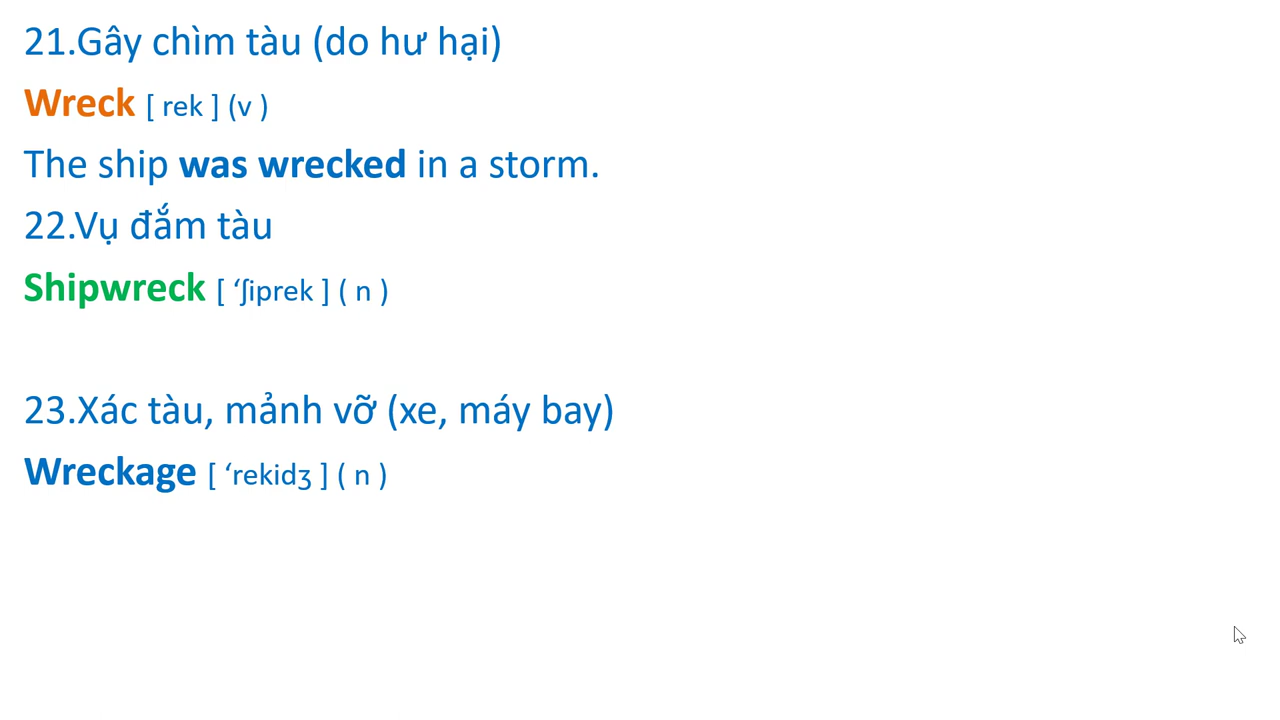 21.Gây chìm tàu (do hư hại)
Wreck [ rek ] (v )
The ship was wrecked in a storm.
22.Vụ đắm tàu
Shipwreck [ ‘ʃiprek ] ( n )
23.Xác tàu, mảnh vỡ (xe, máy bay)
Wreckage [ ‘rekidʒ ] ( n )